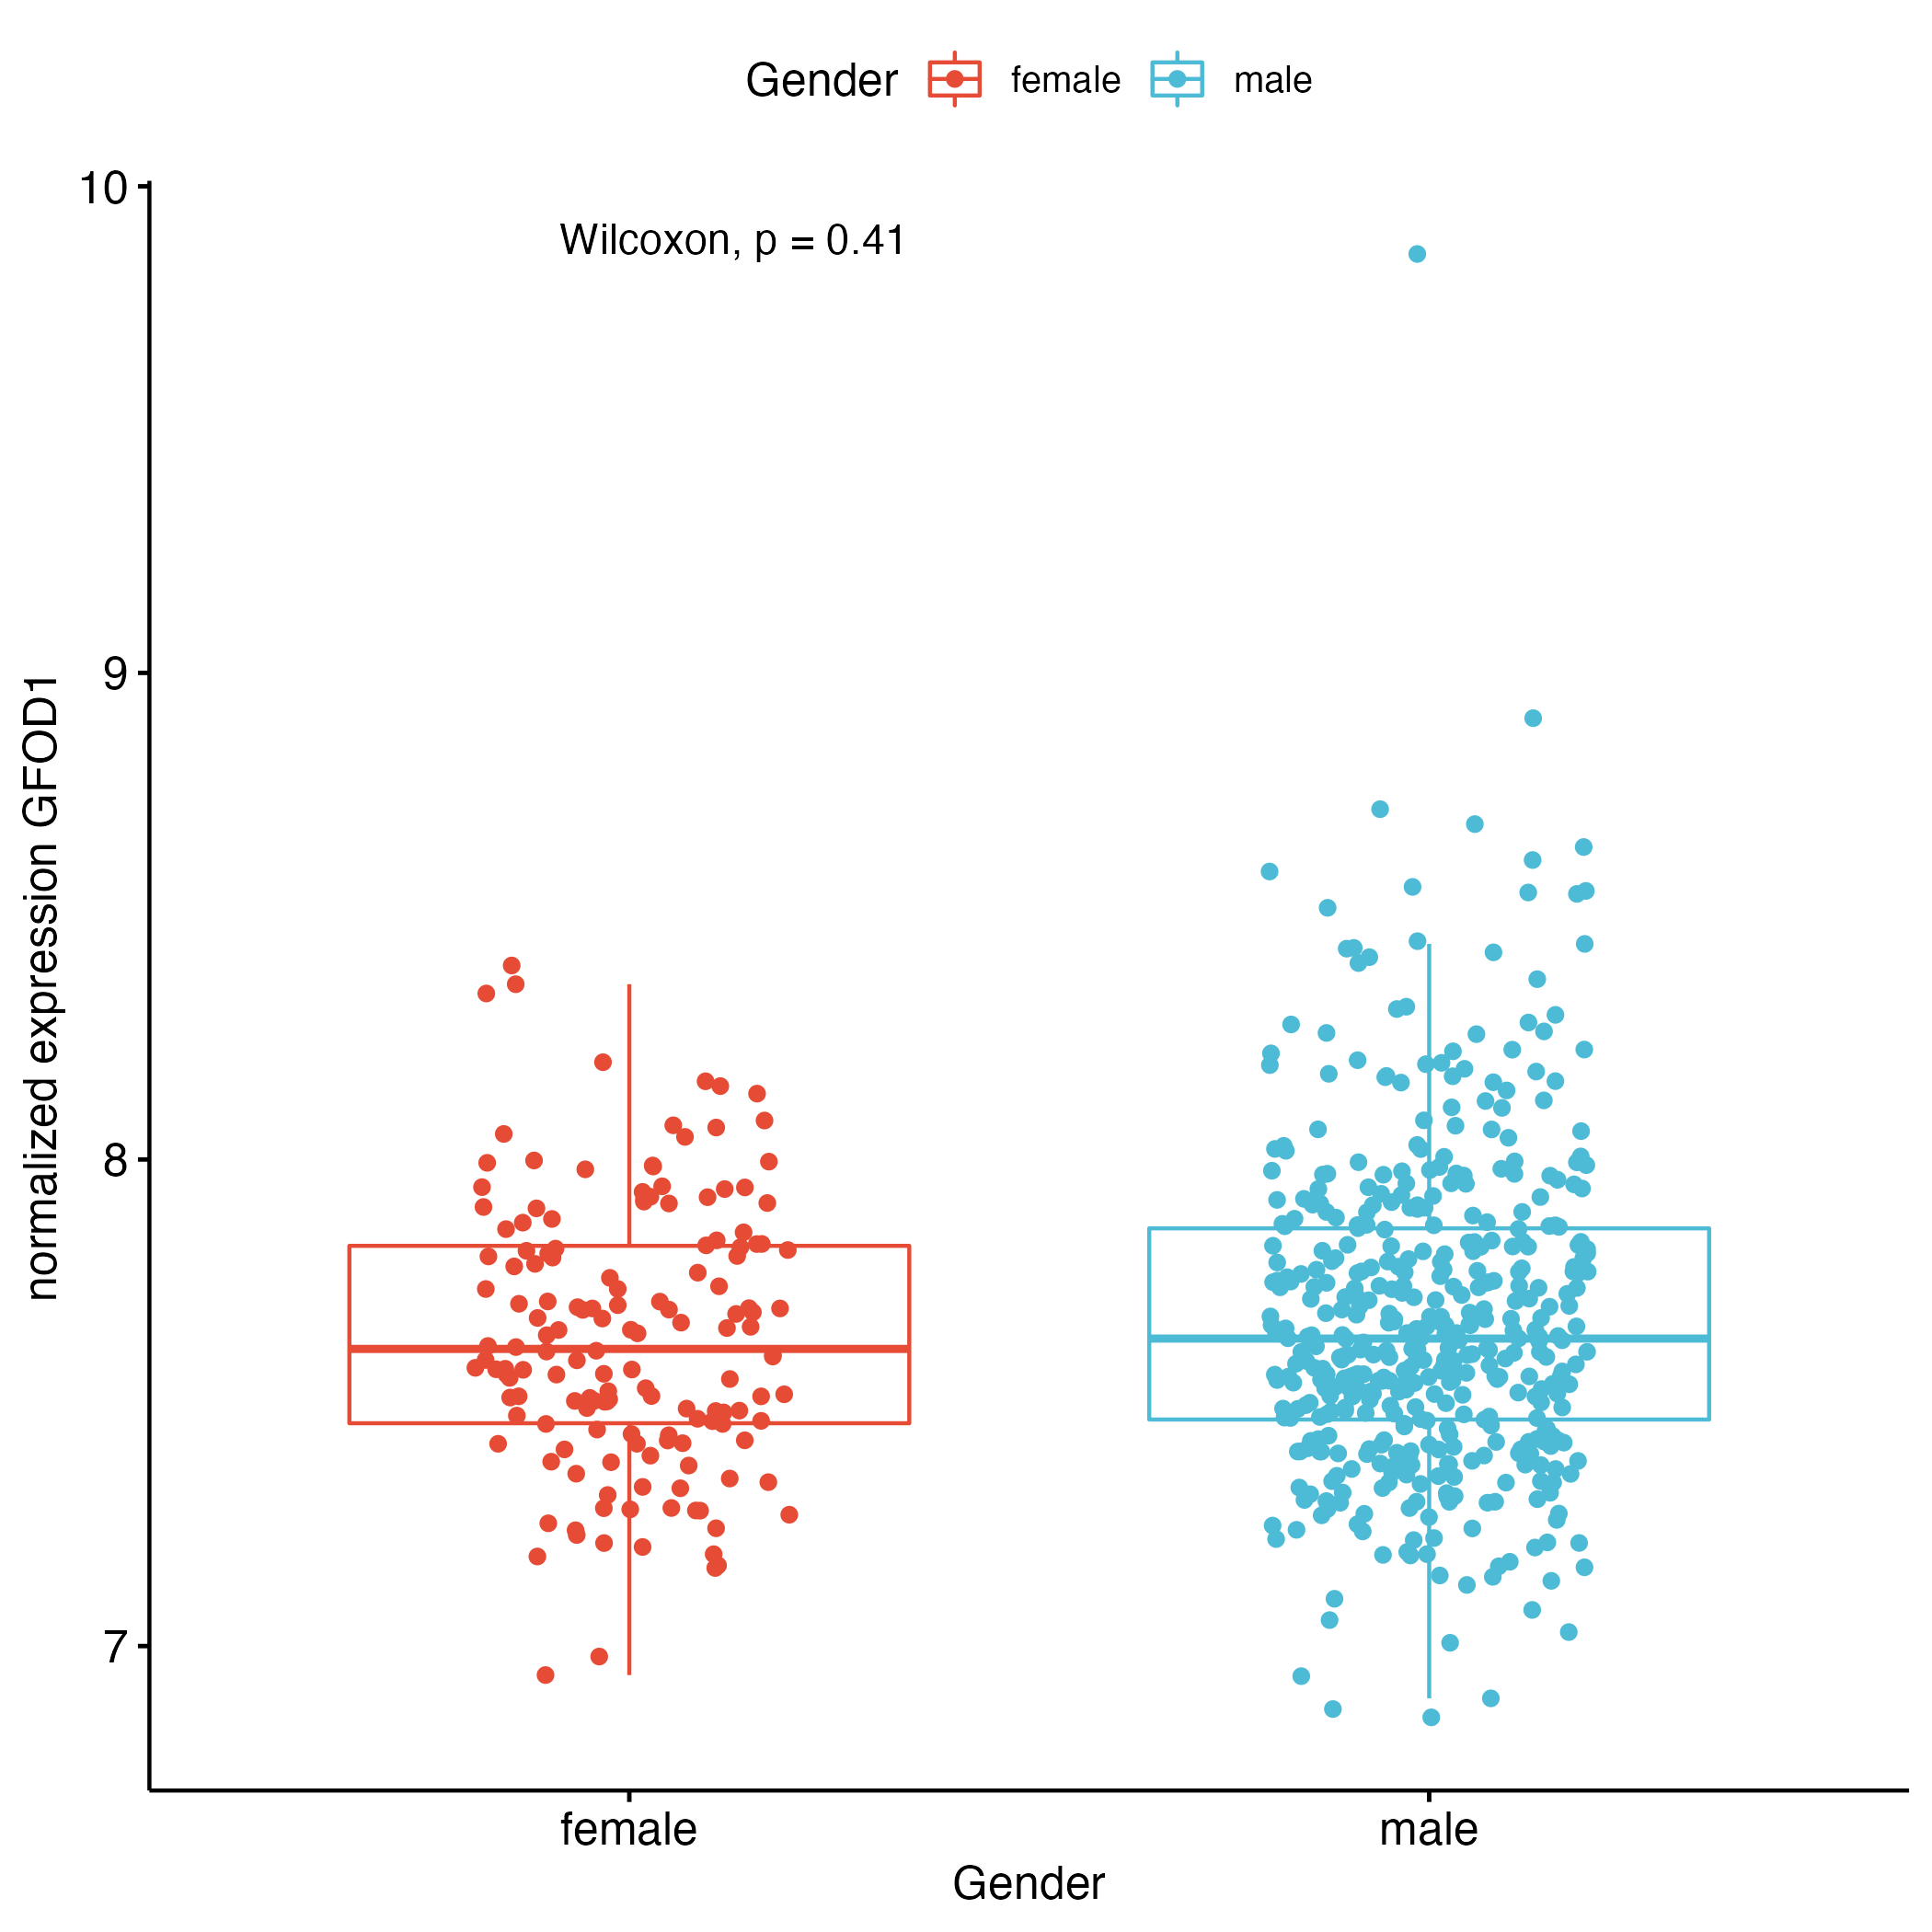 Gender female male
10
Wilcoxon, p = 0.41
9
8
7
normalized expression GFOD1
female male
Gender